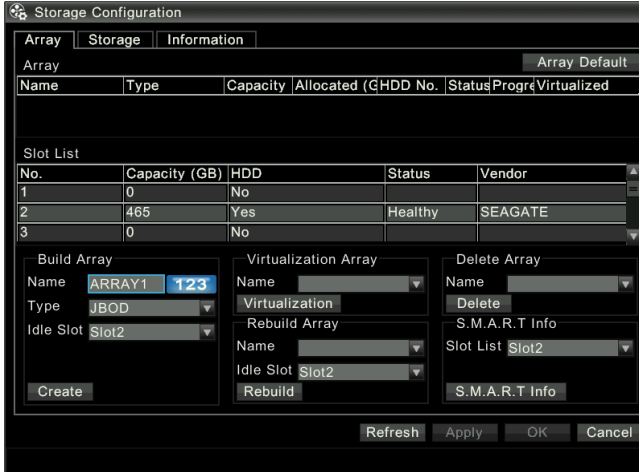 Storage Configuration
Array Storage Information
Array Array Default
Name Type Capacity Allocated (G HDD No. Status Progre Virtualized
Slot List
No. Capacity (GB) HDD Status Vendor
1 0 No
2 465 Yes Healthy SEAGATE
3 0 No
Build Array Virtualization Array Delete Array
Name ARRAY1 123 Name Name
Type JBOD Virtualization Delete
Rebuild Array S.M.A.R.T Info
Idle Slot Slot2 Name Slot List Slot2
Idle Slot Slot2
Create Rebuild S.M.A.R.T Info
Refresh Apply OK Cancel